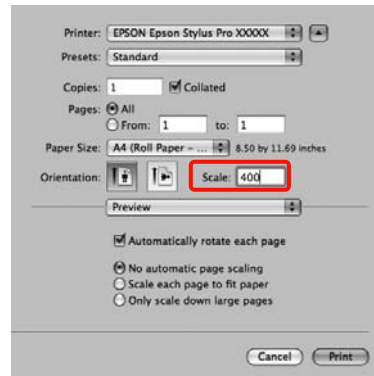 Printer: EPSON Epson Stylus Pro XXXXX
Presets: Standard
Copies: 1 Collated
Pages: All
From: 1 to: 1
Paper Size: A4 (Roll Paper – ... 8.50 by 11.69 inches
Orientation: Scale: 400
Preview
Automatically rotate each page
No automatic page scaling
Scale each page to fit paper
Only scale down large pages
Cancel Print